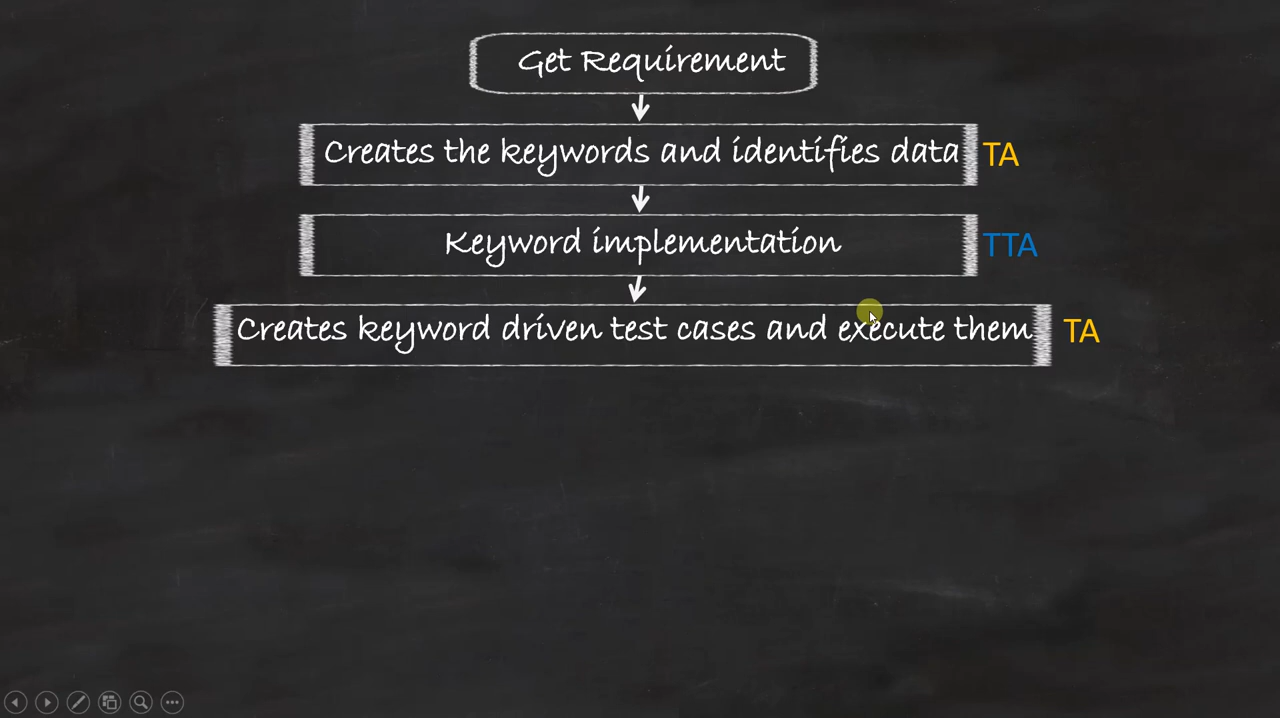 Get Requirement
Creates the keywords and identifies data TA
Keyword implementation TTA
Creates keyword driven test cases and execute them TA